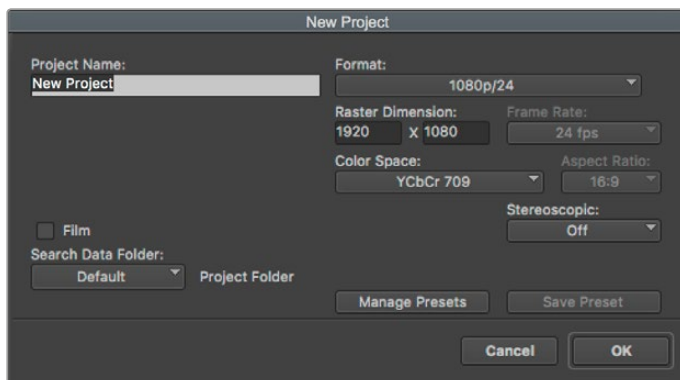 New Project
Project Name:
New Project
Format:
1080p/24
Raster Dimension:
Frame Rate:
1920 X 1080
24 fps
Color Space:
Aspect Ratio:
YCbCr 709
16:9
Stereoscopic:
Off
Film
Search Data Folder:
Default
Project Folder
Manage Presets
Save Preset
Cancel
OK